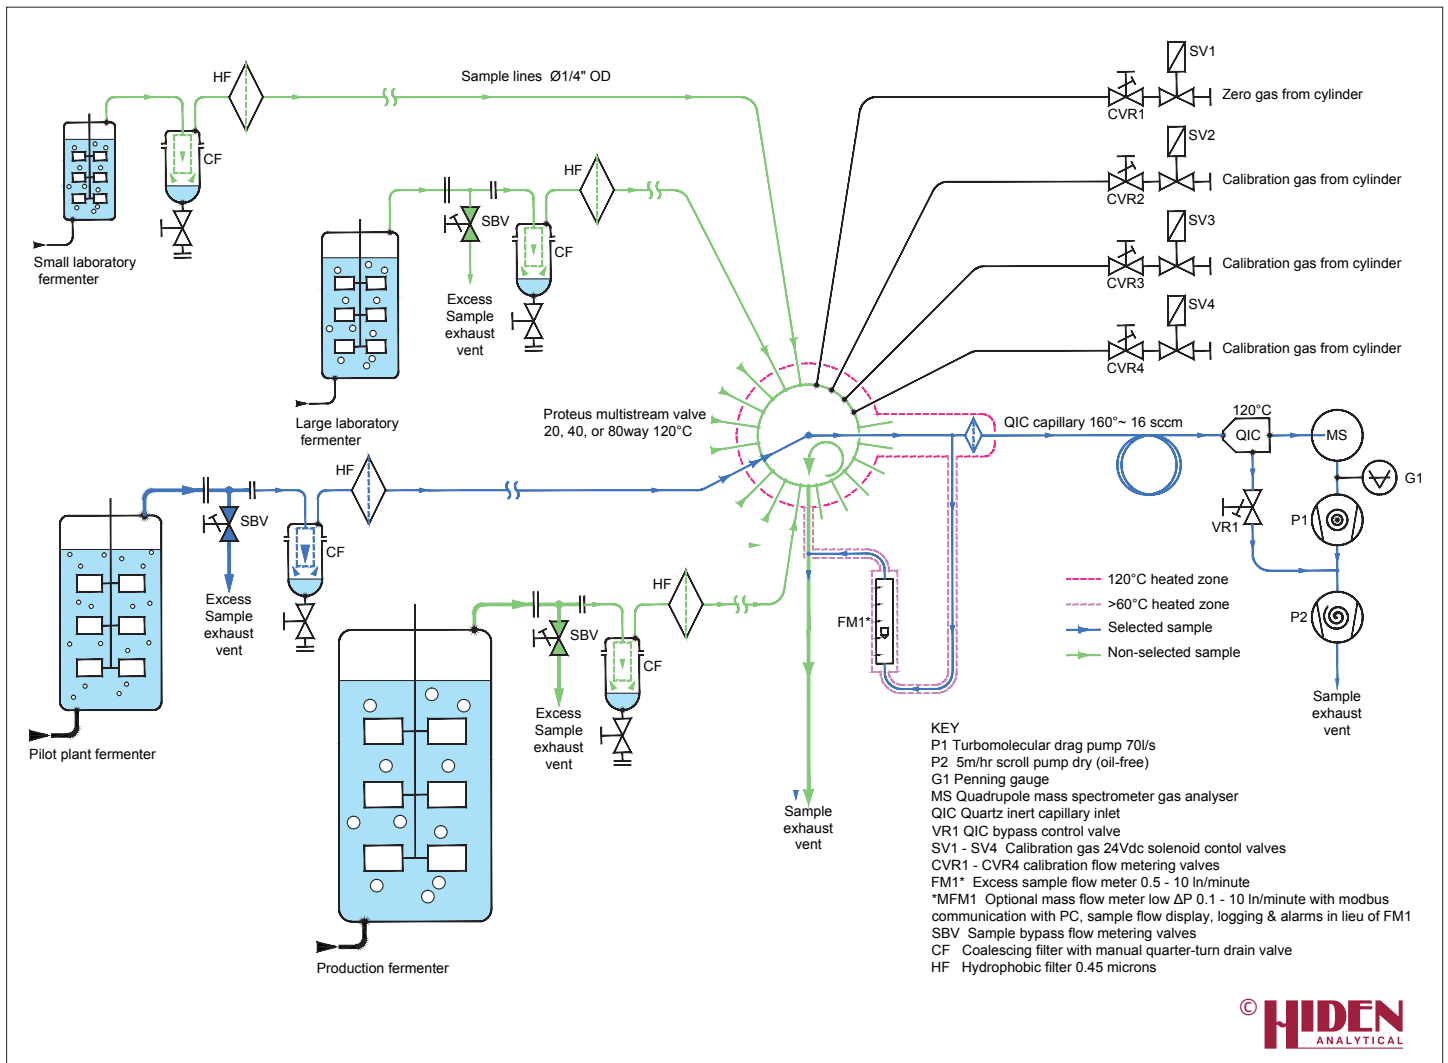 HF
Sample lines Ø1/4" OD
SV1
Zero gas from cylinder
CVR1
CF
SV2
HF
Calibration gas from cylinder
CVR2
SBV
SV3
CF
Small laboratory
fermenter
Calibration gas from cylinder
CVR3
Excess
Sample
exhaust
vent
SV4
Calibration gas from cylinder
CVR4
Large laboratory
fermenter
Proteus multistream valve
20, 40, or 80way 120°C
QIC capillary 160°~ 16 sccm
120°C
QIC
MS
G1
HF
SBV
CF
VR1
P1
Pilot plant fermenter
Excess
Sample
exhaust
vent
HF
SBV
CF
FM1*
P2
120°C heated zone
>60°C heated zone
Selected sample
Non-selected sample
Excess
Sample
exhaust
vent
Sample
exhaust
vent
Sample
exhaust
vent
Production fermenter
KEY
P1 Turbomolecular drag pump 70l/s
P2 5m/hr scroll pump dry (oil-free)
G1 Penning gauge
MS Quadrupole mass spectrometer gas analyser
QIC Quartz inert capillary inlet
VR1 QIC bypass control valve
SV1 - SV4 Calibration gas 24Vdc solenoid contol valves
CVR1 - CVR4 calibration flow metering valves
FM1* Excess sample flow meter 0.5 - 10 ln/minute
*MFM1 Optional mass flow meter low ΔP 0.1 - 10 ln/minute with modbus
communication with PC, sample flow display, logging & alarms in lieu of FM1
SBV Sample bypass flow metering valves
CF Coalescing filter with manual quarter-turn drain valve
HF Hydrophobic filter 0.45 microns
© HIDEN
ANALYTICAL